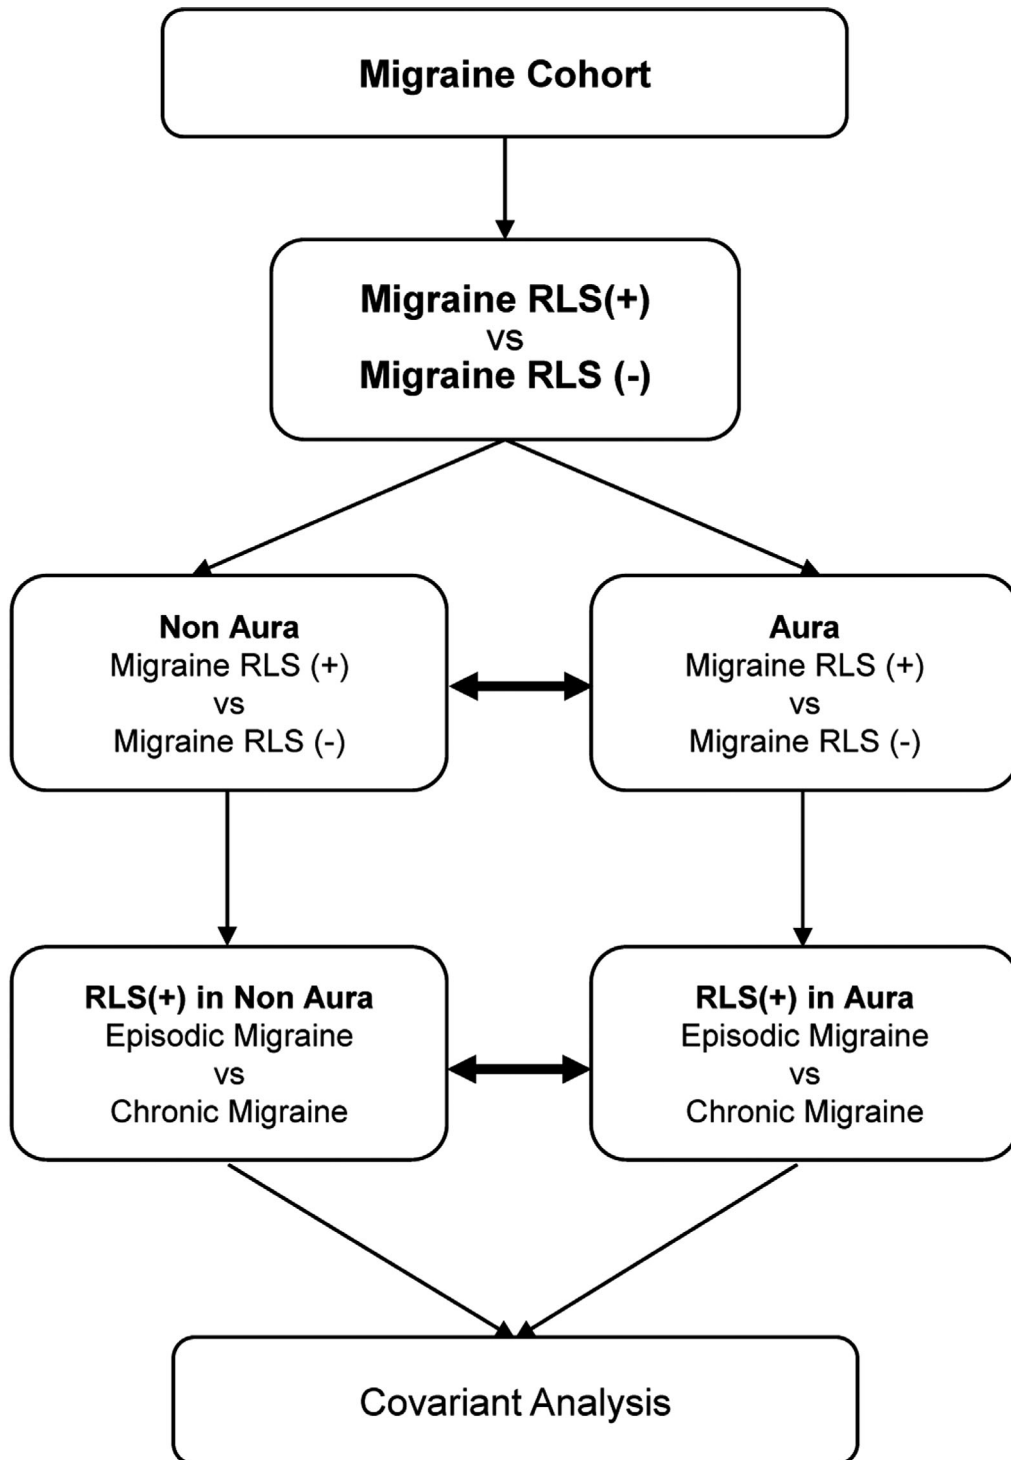 Migraine Cohort
Migraine RLS(+)
vs
Migraine RLS (-)
Non Aura
Migraine RLS (+)
vs
Migraine RLS (-)
Aura
Migraine RLS (+)
vs
Migraine RLS (-)
RLS(+) in Non Aura
Episodic Migraine
vs
Chronic Migraine
RLS(+) in Aura
Episodic Migraine
vs
Chronic Migraine
Covariant Analysis